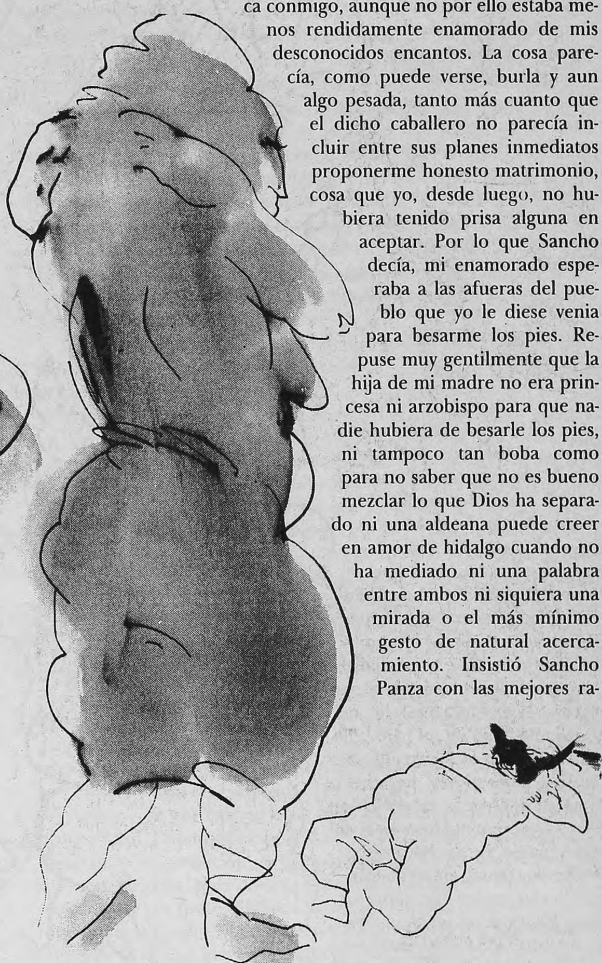 ca conmigo, aunque no por ello estaba me-
nos rendidamente enamorado de mis
desconocidos encantos. La cosa pare-
cía, como puede verse, burla y aun
algo pesada, tanto más cuanto que
el dicho caballero no parecía in-
cluir entre sus planes inmediatos
proponerme honesto matrimonio,
cosa que yo, desde luego, no hu-
biera tenido prisa alguna en
aceptar. Por lo que Sancho
decía, mi enamorado espe-
raba a las afueras del pue-
blo que yo le diese venia
para besarme los pies. Re-
puse muy gentilmente que la
hija de mi madre no era prin-
cesa ni arzobispo para que na-
die hubiera de besarle los pies,
ni tampoco tan boba como
para no saber que no es bueno
mezclar lo que Dios ha separa-
do ni una aldeana puede creer
en amor de hidalgo cuando no
ha mediado ni una palabra
entre ambos ni siquiera una
mirada o el más mínimo
gesto de natural acerca-
miento. Insistió Sancho
Panza con las mejores ra-